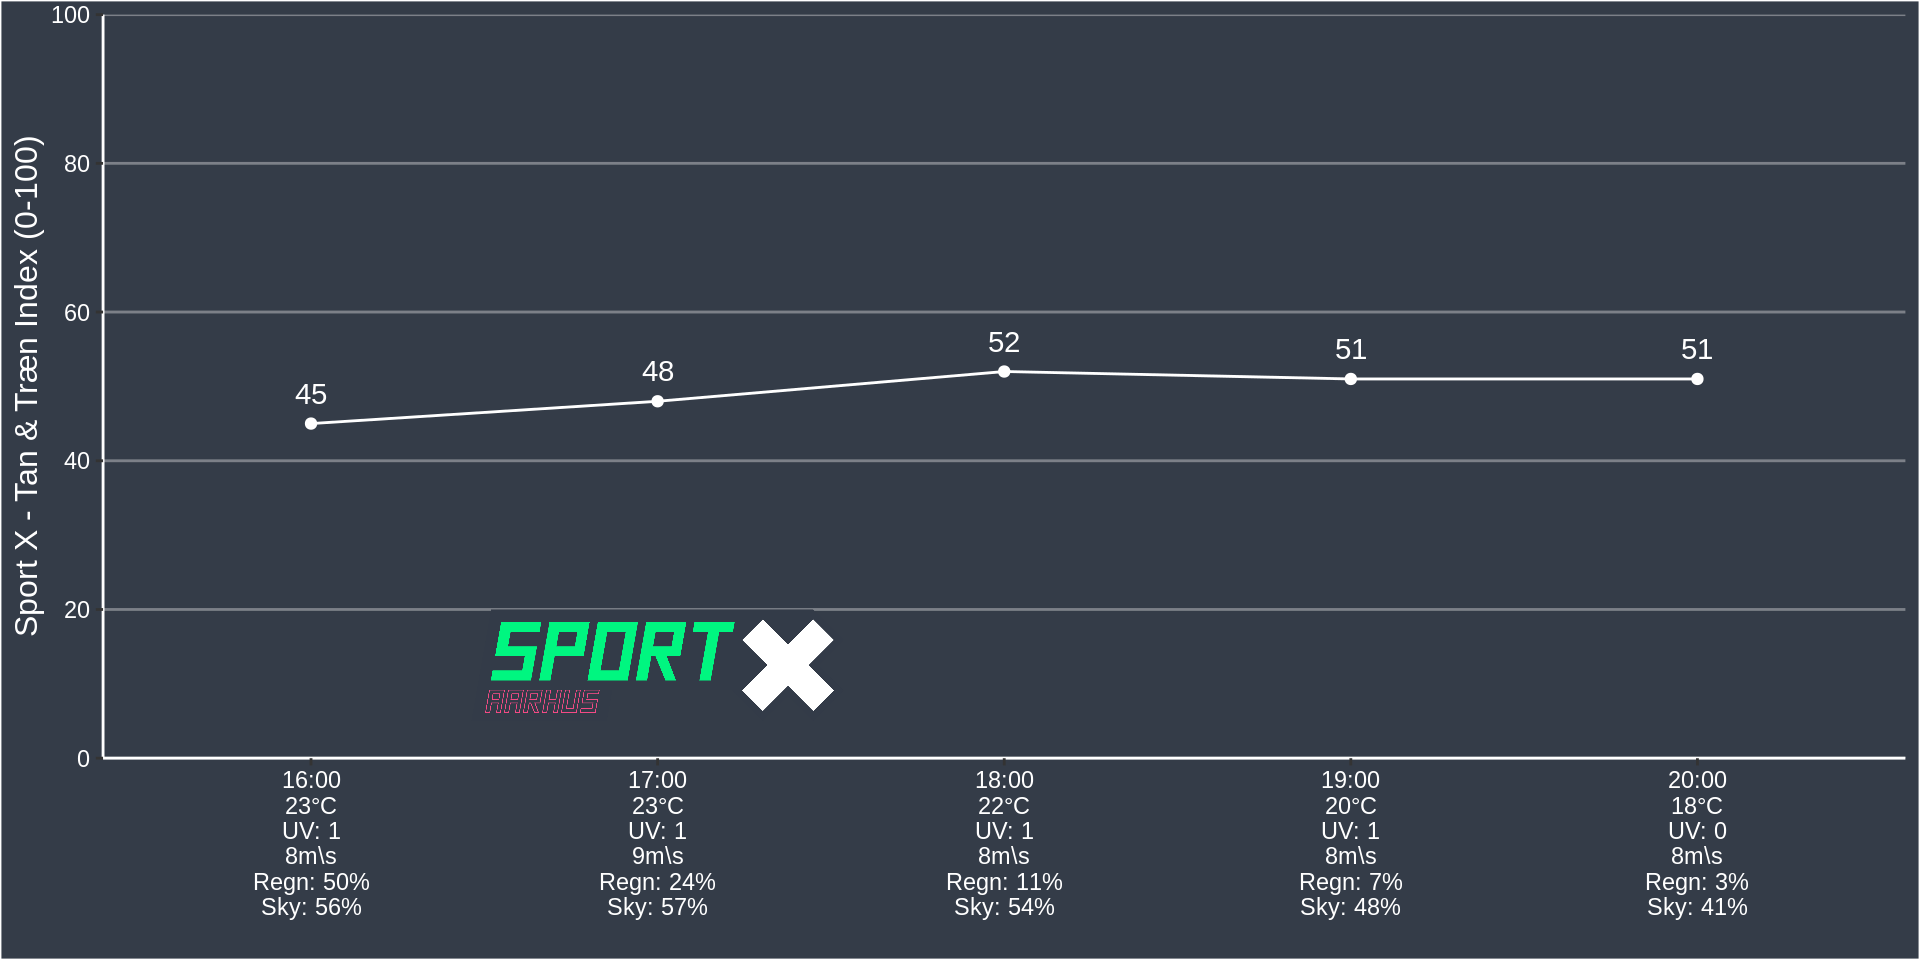 Sport X - Tan & Træn Index (0-100)
100
80
60
40
20
0
45
48
52
51
51
SPORT X
AARHUS
16:00
23°C
UV: 1
8m\s
Regn: 50%
Sky: 56%
17:00
23°C
UV: 1
9m\s
Regn: 24%
Sky: 57%
18:00
22°C
UV: 1
8m\s
Regn: 11%
Sky: 54%
19:00
20°C
UV: 1
8m\s
Regn: 7%
Sky: 48%
20:00
18°C
UV: 0
8m\s
Regn: 3%
Sky: 41%